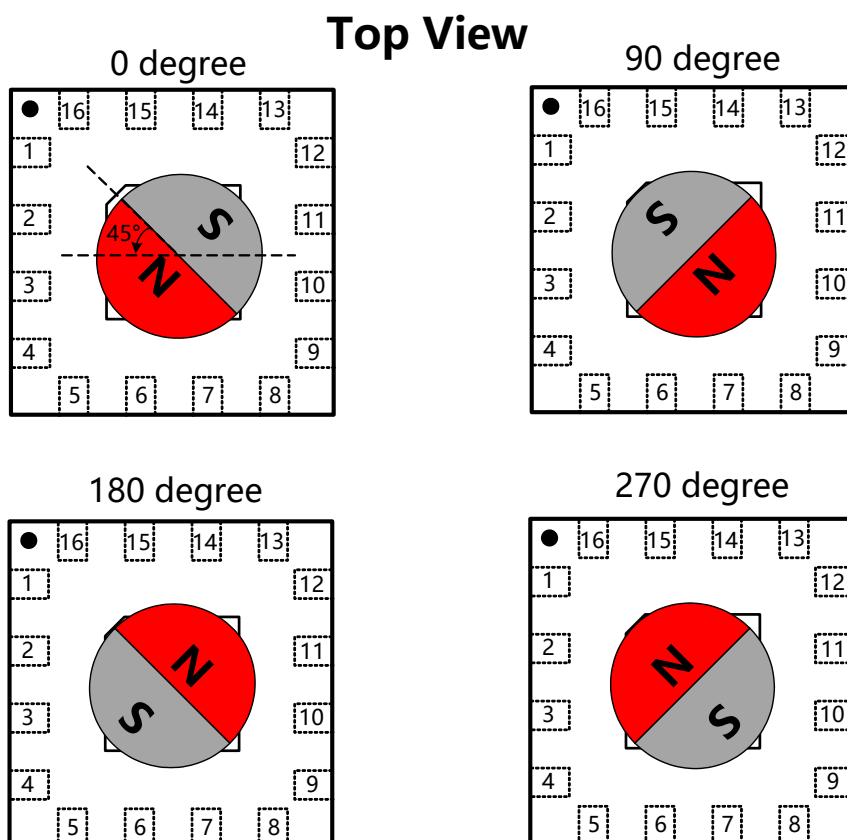 Top View
0 degree
90 degree
16 15 14 13
1 12
2 11
3 10
4 9
5 6 7 8
S
45°
N
16 15 14 13
1 12
2 11
3 10
4 9
5 6 7 8
S
N
180 degree
270 degree
16 15 14 13
1 12
2 11
3 10
4 9
5 6 7 8
N
S
16 15 14 13
1 12
2 11
3 10
4 9
5 6 7 8
N
S